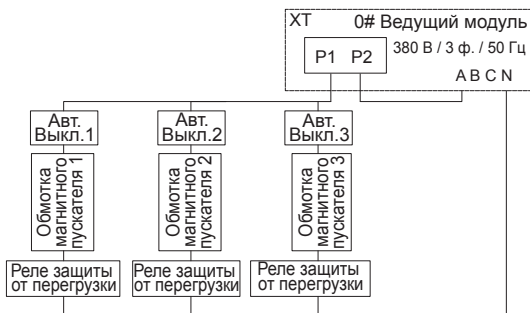 XT 0# Ведущий модуль
380 В / 3 ф. / 50 Гц
P1 P2
A B C N
Авт. Выкл.1
Авт. Выкл.2
Авт. Выкл.3
Обмотка магнитного пускателя 1
Обмотка магнитного пускателя 2
Обмотка магнитного пускателя 3
Реле защиты от перегрузки
Реле защиты от перегрузки
Реле защиты от перегрузки